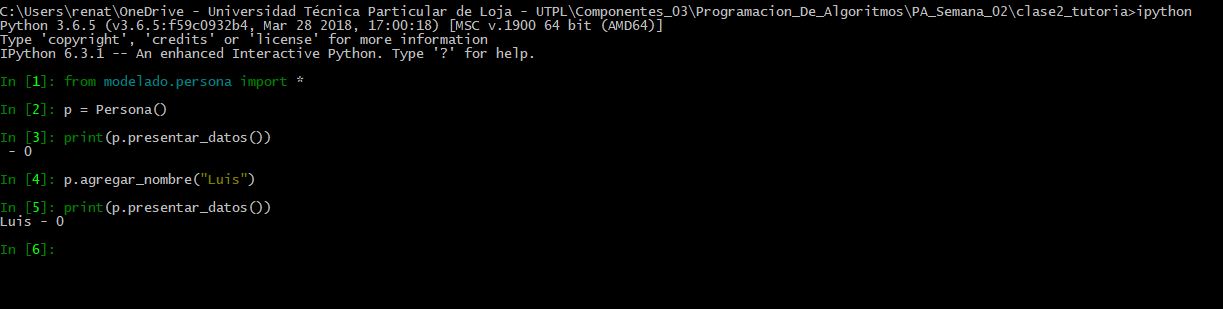 C:\Users\renat\OneDrive - Universidad Técnica Particular de Loja - UTPL\Componentes_03\Programacion_De_Algoritmos\PA_Semana_02\clase2_tutoria>ipython
Python 3.6.5 (v3.6.5:f59c0932b4, Mar 28 2018, 17:00:18) [MSC v.1900 64 bit (AMD64)]
Type 'copyright', 'credits' or 'license' for more information
IPython 6.3.1 -- An enhanced Interactive Python. Type '?' for help.
In [1]: from modelado.persona import *
In [2]: p = Persona()
In [3]: print(p.presentar_datos())
 - 0
In [4]: p.agregar_nombre("Luis")
In [5]: print(p.presentar_datos())
Luis - 0
In [6]: